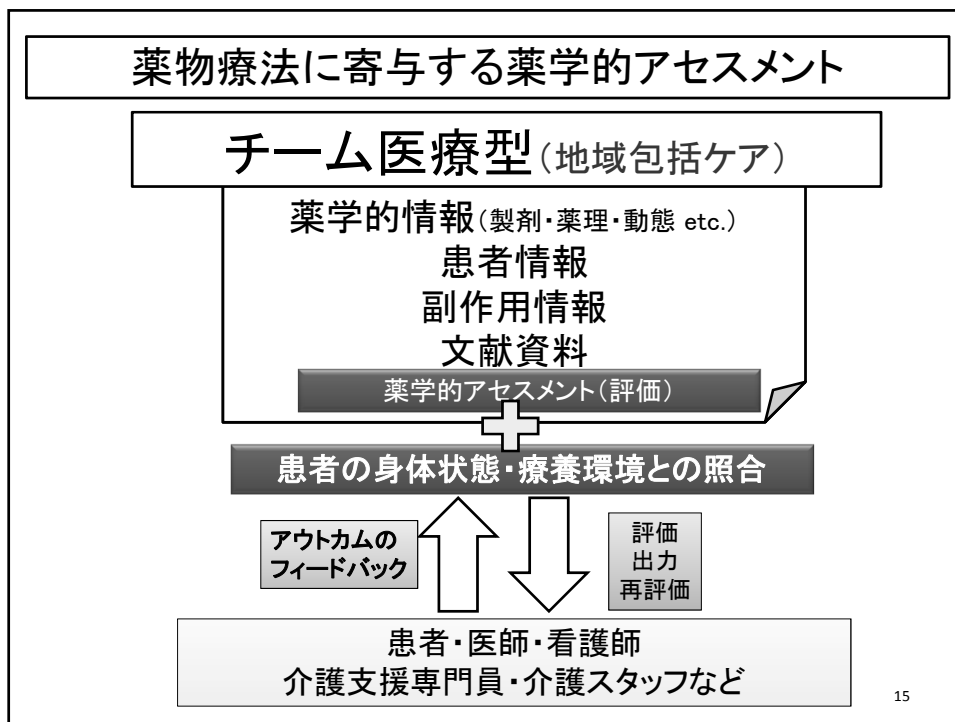 薬物療法に寄与する薬学的アセスメント
チーム医療型(地域包括ケア)
薬学的情報(製剤・薬理・動態 etc.)
患者情報
副作用情報
文献資料
薬学的アセスメント(評価)
患者の身体状態・療養環境との照合
アウトカムの
フィードバック
評価
出力
再評価
患者・医師・看護師
介護支援専門員・介護スタッフなど
15